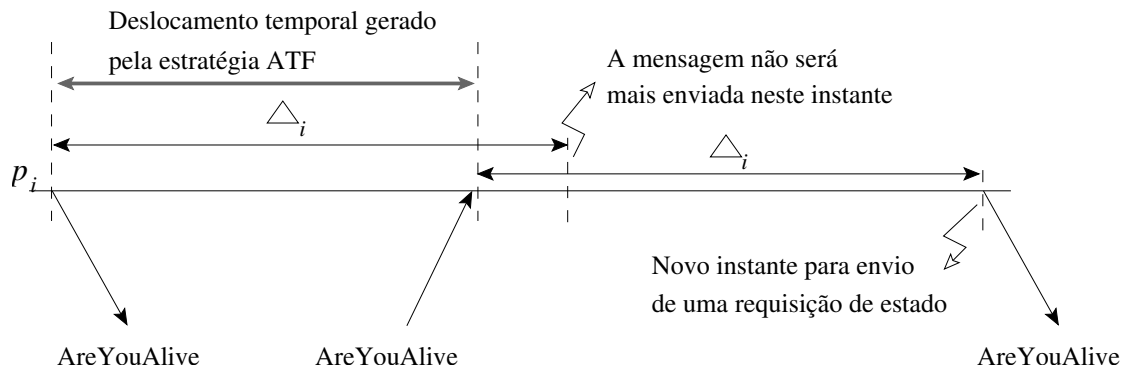 Deslocamento temporal gerado
pela estratégia ATF
A mensagem não será
mais enviada neste instante
△i
△i
pi
Novo instante para envio
de uma requisição de estado
AreYouAlive
AreYouAlive
AreYouAlive